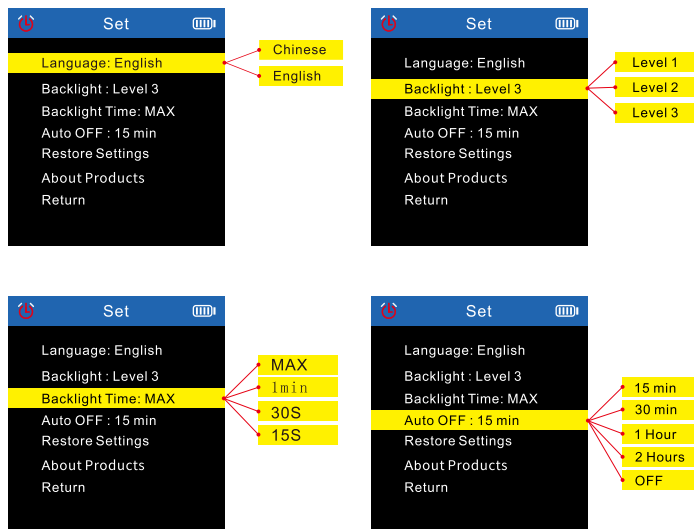 Set
Language: English
Backlight : Level 3
Backlight Time: MAX
Auto OFF : 15 min
Restore Settings
About Products
Return
Chinese
English
Set
Language: English
Backlight : Level 3
Backlight Time: MAX
Auto OFF : 15 min
Restore Settings
About Products
Return
Level 1
Level 2
Level 3
Set
Language: English
Backlight : Level 3
Backlight Time: MAX
Auto OFF : 15 min
Restore Settings
About Products
Return
MAX
1min
30S
15S
Set
Language: English
Backlight : Level 3
Backlight Time: MAX
Auto OFF : 15 min
Restore Settings
About Products
Return
15 min
30 min
1 Hour
2 Hours
OFF